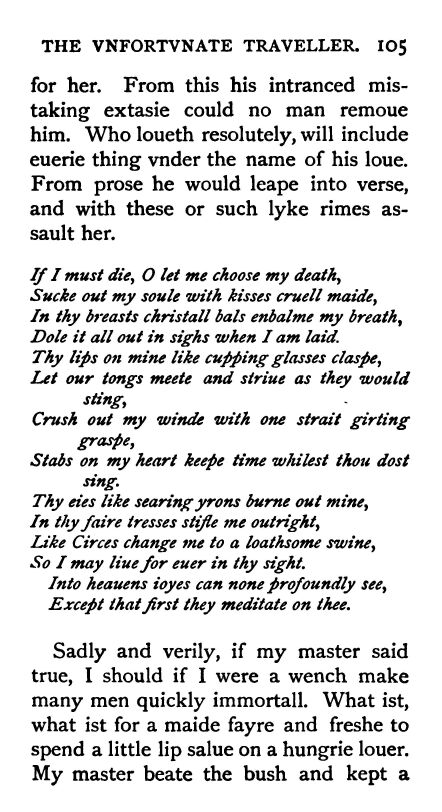 THE VNFORTVNATE TRAVELLER. 105
for her. From this his intranced mis-
taking extasie could no man remoue
him. Who loueth resolutely, will include
euerie thing vnder the name of his loue.
From prose he would leape into verse,
and with these or such lyke rimes as-
sault her.
If I must die, O let me choose my death,
Sucke out my soule with kisses cruell maide,
In thy breasts christall bals enbalme my breath,
Dole it all out in sighs when I am laid.
Thy lips on mine like cupping glasses claspe,
Let our tongs meete and striue as they would
sting,
Crush out my winde with one strait girting
graspe,
Stabs on my heart keepe time whilest thou dost
sing.
Thy eies like searing yrons burne out mine,
In thy faire tresses stifle me outright,
Like Circes change me to a loathsome swine,
So I may liue for euer in thy sight.
Into heauens ioyes can none profoundly see,
Except that first they meditate on thee.
Sadly and verily, if my master said
true, I should if I were a wench make
many men quickly immortall. What ist,
what ist for a maide fayre and freshe to
spend a little lip salue on a hungrie louer.
My master beate the bush and kept a